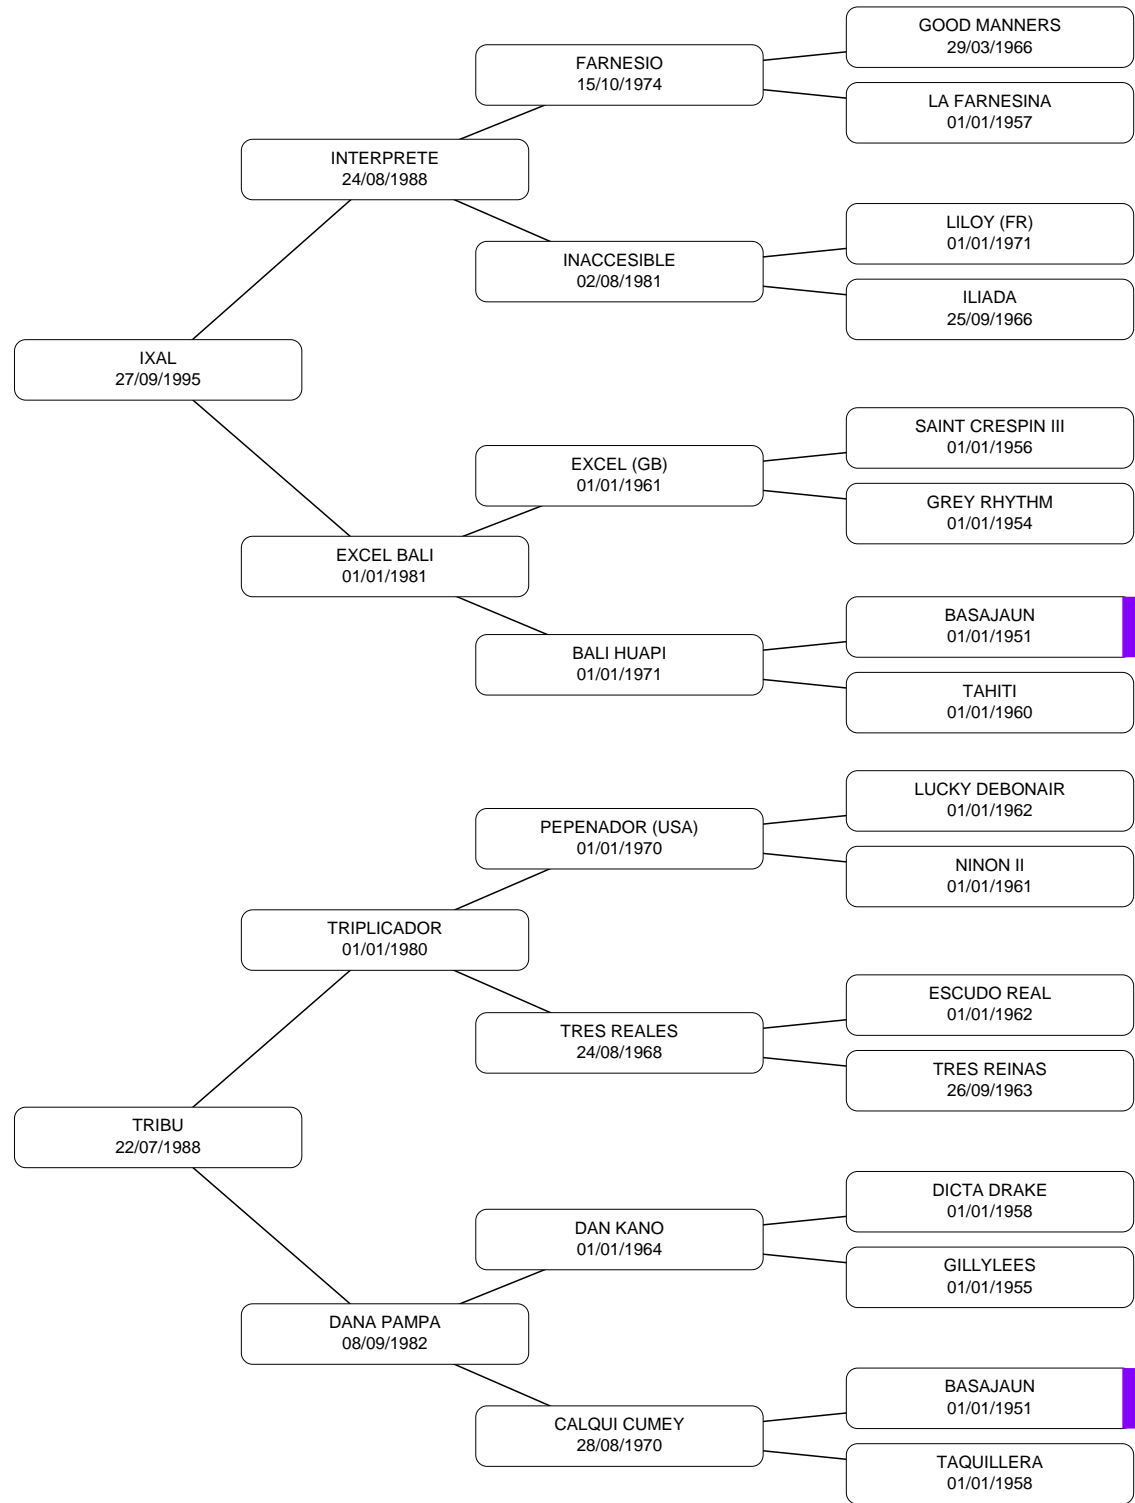 GOOD MANNERS
29/03/1966
FARNESIO
15/10/1974
LA FARNESINA
01/01/1957
INTERPRETE
24/08/1988
LILOY (FR)
01/01/1971
INACCESIBLE
02/08/1981
ILIADA
25/09/1966
IXAL
27/09/1995
SAINT CRESPIN III
01/01/1956
EXCEL (GB)
01/01/1961
GREY RHYTHM
01/01/1954
EXCEL BALI
01/01/1981
BASAJAUN
01/01/1951
BALI HUAPI
01/01/1971
TAHITI
01/01/1960
LUCKY DEBONAIR
01/01/1962
PEPENADOR (USA)
01/01/1970
NINON II
01/01/1961
TRIPLICADOR
01/01/1980
ESCUDO REAL
01/01/1962
TRES REALES
24/08/1968
TRES REINAS
26/09/1963
TRIBU
22/07/1988
DICTA DRAKE
01/01/1958
DAN KANO
01/01/1964
GILLYLEES
01/01/1955
DANA PAMPA
08/09/1982
BASAJAUN
01/01/1951
CALQUI CUMEY
28/08/1970
TAQUILLERA
01/01/1958